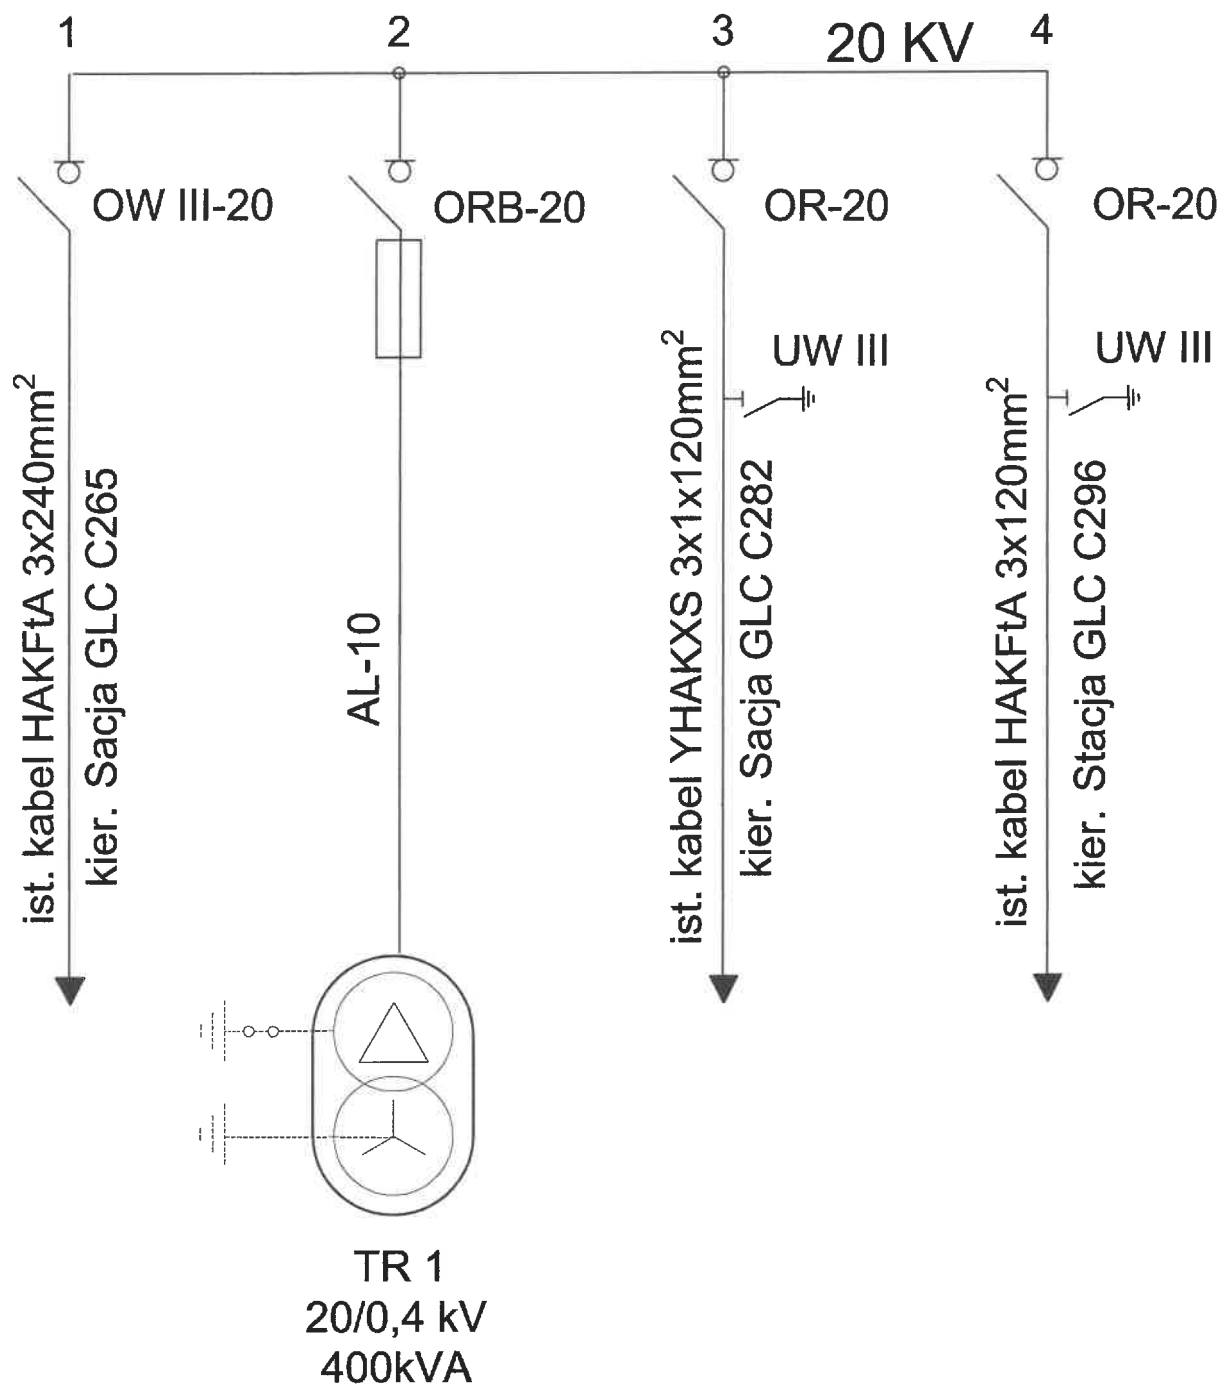 1
2
3
4
20 KV
OW III-20
ORB-20
OR-20
OR-20
UW III
UW III
ist. kabel HAKFtA 3x240mm²
kier. Sacja GLC C265
AL-10
ist. kabel YHAKXS 3x1x120mm²
kier. Sacja GLC C282
ist. kabel HAKFtA 3x120mm²
kier. Stacja GLC C296
TR 1
20/0,4 kV
400kVA